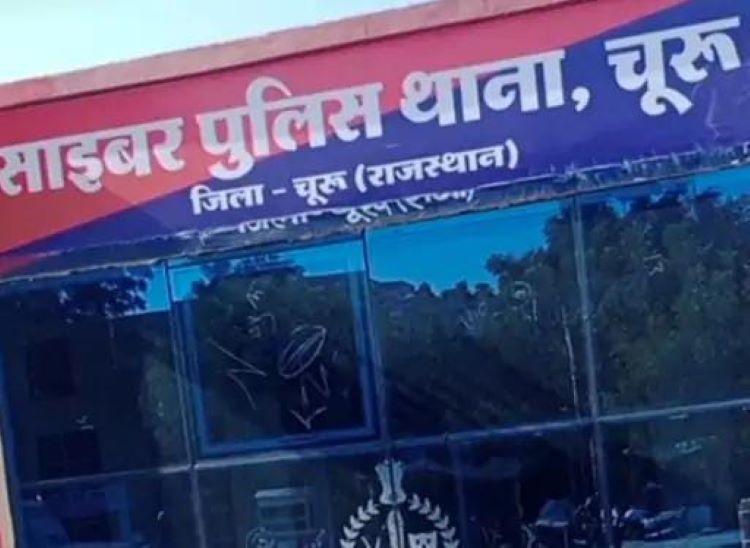 साइबर पुलिस थाना, चूरू
जिला - चूरू (राजस्थान)